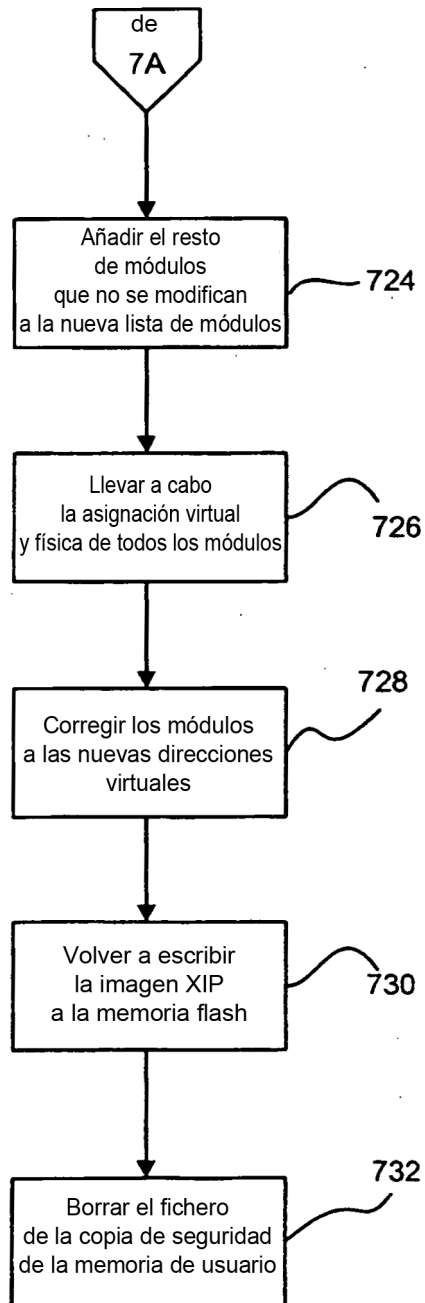 de
7A
Añadir el resto
de módulos
que no se modifican
a la nueva lista de módulos
724
Llevar a cabo
la asignación virtual
y física de todos los módulos
726
728
Corregir los módulos
a las nuevas direcciones
virtuales
Volver a escribir
la imagen XIP
a la memoria flash
730
732
Borrar el fichero
de la copia de seguridad
de la memoria de usuario